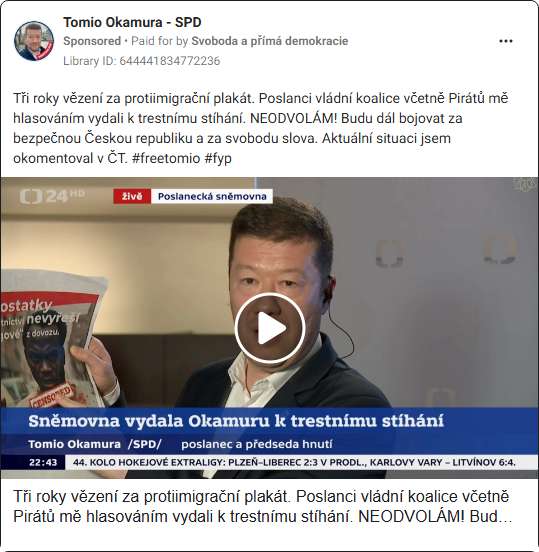 Tomio Okamura - SPD
Sponsored • Paid for by Svoboda a přímá demokracie
Library ID: 644441834772236
Tři roky vězení za protiimigrační plakát. Poslanci vládní koalice včetně Pirátů mě
hlasováním vydali k trestnímu stíhání. NEODVOLÁM! Budu dál bojovat za
bezpečnou Českou republiku a za svobodu slova. Aktuální situaci jsem
okomentoval v ČT. #freetomio #fyp
24 HD
živě Poslanecká sněmovna
ostatky
tnictví nevyřeší
gové" z dovozu.
CENSORED
Sněmovna vydala Okamuru k trestnímu stíhání
Tomio Okamura /SPD/ poslanec a předseda hnutí
22:43 44. KOLO HOKEJOVÉ EXTRALIGY: PLZEŇ–LIBEREC 2:3 V PRODL., KARLOVY VARY – LITVÍNOV 6:4.
Tři roky vězení za protiimigrační plakát. Poslanci vládní koalice včetně
Pirátů mě hlasováním vydali k trestnímu stíhání. NEODVOLÁM! Bud…